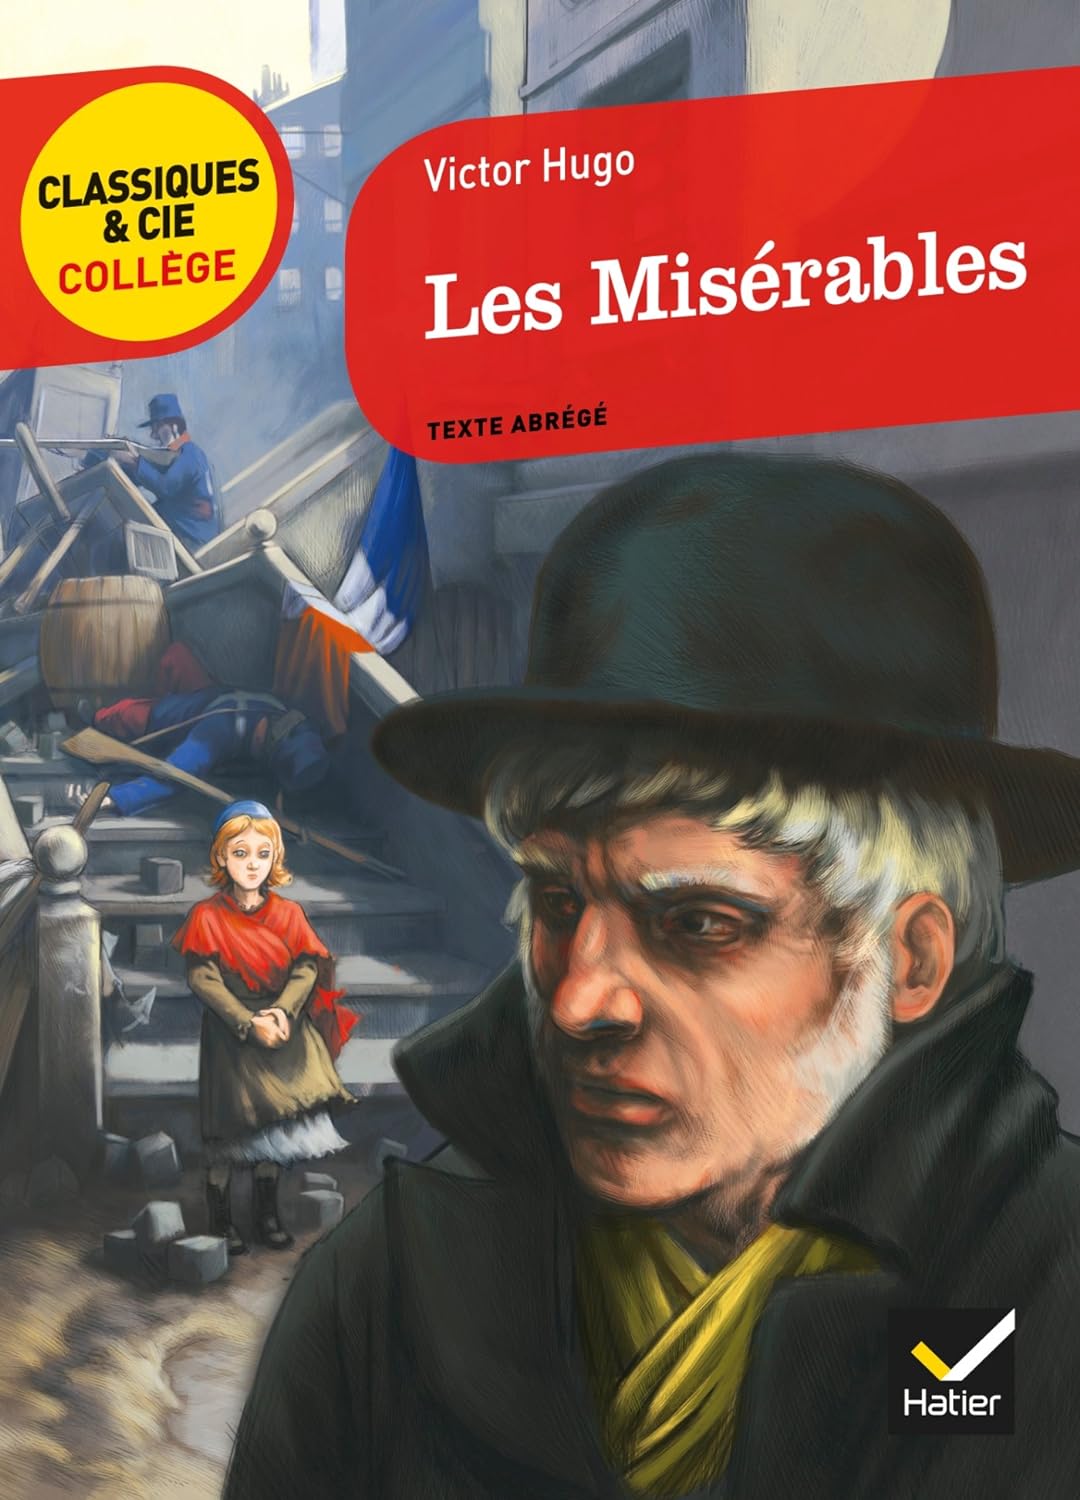 CLASSIQUES
& CIE
COLLÈGE
Victor Hugo
Les Misérables
TEXTE ABRÉGÉ
Hatier